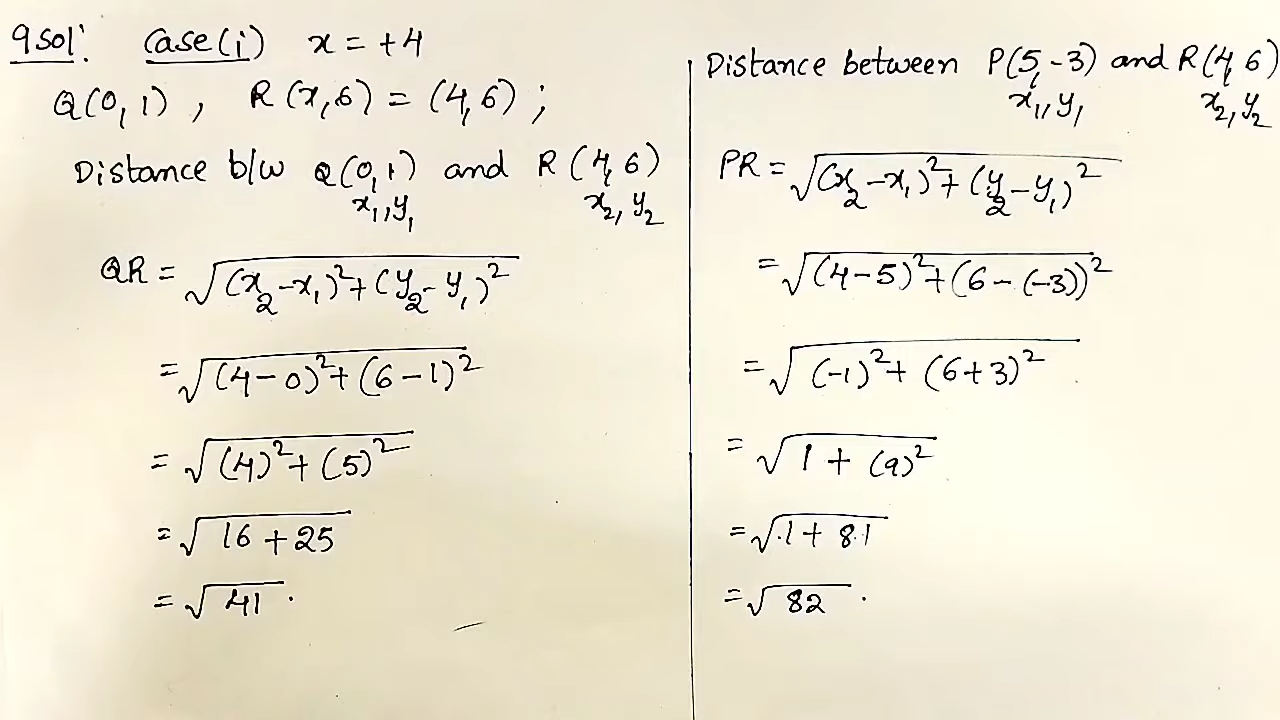 9 sol: Case(i) x = +4
Q(0, 1) , R(x, 6) = (4, 6) ;
Distance b/w Q(0, 1) and R(4, 6)
x₁, y₁ x₂, y₂
QR = √((x₂ - x₁)² + (y₂ - y₁)²)
= √((4 - 0)² + (6 - 1)²)
= √((4)² + (5)²)
= √(16 + 25)
= √41 .
Distance between P(5, -3) and R(4, 6)
x₁, y₁ x₂, y₂
PR = √((x₂ - x₁)² + (y₂ - y₁)²)
= √((4 - 5)² + (6 - (-3))²)
= √((-1)² + (6 + 3)²)
= √(1 + (9)²)
= √(1 + 81)
= √82 .